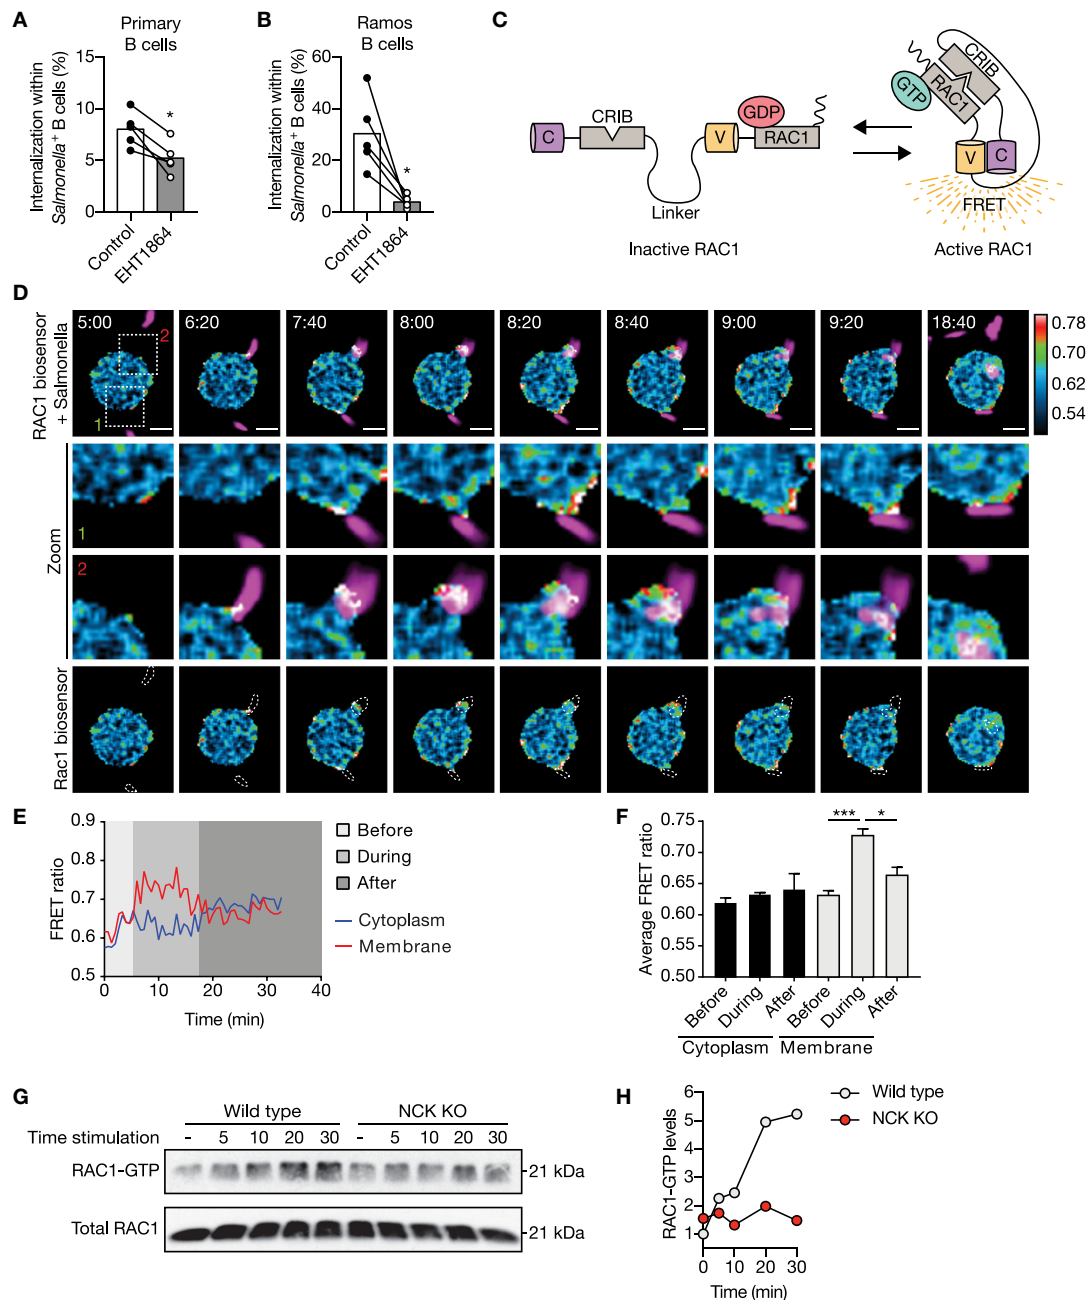 A
Primary
B cells
Internalization within
Salmonella+ B cells (%)
15
10
5
0
*
Control
EHT1864
B
Ramos
B cells
Internalization within
Salmonella+ B cells (%)
60
40
20
0
*
Control
EHT1864
C
C
CRIB
Linker
V
GDP
RAC1
Inactive RAC1
GTP
RAC1
CRIB
V
C
FRET
Active RAC1
D
RAC1 biosensor
+ Salmonella
5:00
6:20
7:40
8:00
8:20
8:40
9:00
9:20
18:40
1
2
0.78
0.70
0.62
0.54
Zoom
1
2
Rac1 biosensor
E
FRET ratio
0.9
0.8
0.7
0.6
0.5
0
10
20
30
40
Time (min)
Before
During
After
Cytoplasm
Membrane
F
Average FRET ratio
0.75
0.70
0.65
0.60
0.55
0.50
***
*
Before
During
After
Before
During
After
Cytoplasm
Membrane
G
Wild type
NCK KO
Time stimulation
- 5 10 20 30 - 5 10 20 30
RAC1-GTP
21 kDa
Total RAC1
21 kDa
H
RAC1-GTP levels
6
5
4
3
2
1
0
10
20
30
Time (min)
Wild type
NCK KO